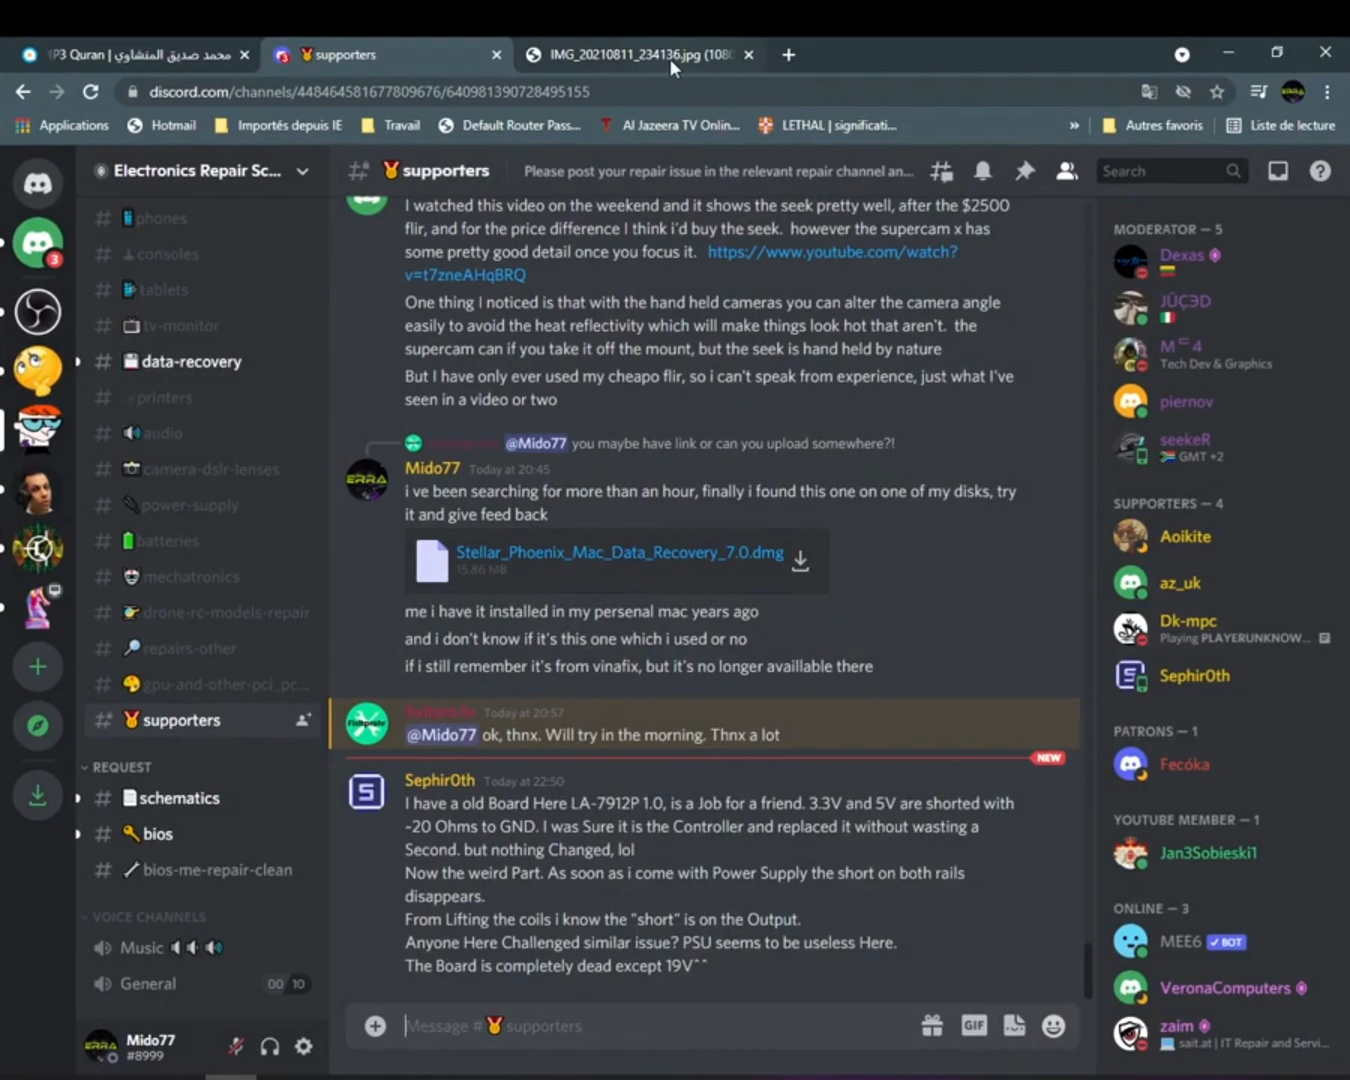 P3 Quran | محمد صديق المنشاوي
3
supporters
IMG_20210811_234136.jpg (108
discord.com/channels/448464581677809676/640981390728495155
Applications
Hotmail
Importés depuis IE
Travail
Default Router Pass...
Al Jazeera TV Onlin...
LETHAL | significati...
»
Autres favoris
Liste de lecture
Electronics Repair Sc...
supporters
Please post your repair issue in the relevant repair channel an...
Search
phones
consoles
tablets
tv-monitor
data-recovery
printers
audio
camera-dslr-lenses
power-supply
batteries
mechatronics
drone-rc-models-repair
repairs-other
gpu-and-other-pci_pc...
supporters
REQUEST
schematics
bios
bios-me-repair-clean
VOICE CHANNELS
Music
General
00 10
Mido77
#8999
3
I watched this video on the weekend and it shows the seek pretty well, after the $2500
flir, and for the price difference I think i'd buy the seek. however the supercam x has
some pretty good detail once you focus it. https://www.youtube.com/watch?
v=t7zneAHqBRQ
One thing I noticed is that with the hand held cameras you can alter the camera angle
easily to avoid the heat reflectivity which will make things look hot that aren't. the
supercam can if you take it off the mount, but the seek is hand held by nature
But I have only ever used my cheapo flir, so i can't speak from experience, just what I've
seen in a video or two
@Mido77 you maybe have link or can you upload somewhere?!
ERRA
Mido77 Today at 20:45
i ve been searching for more than an hour, finally i found this one on one of my disks, try
it and give feed back
Stellar_Phoenix_Mac_Data_Recovery_7.0.dmg
15.86 MB
me i have it installed in my persenal mac years ago
and i don't know if it's this one which i used or no
if i still remember it's from vinafix, but it's no longer availlable there
Today at 20:57
@Mido77 ok, thnx. Will try in the morning. Thnx a lot
NEW
Sephir0th Today at 22:50
I have a old Board Here LA-7912P 1.0, is a Job for a friend. 3.3V and 5V are shorted with
~20 Ohms to GND. I was Sure it is the Controller and replaced it without wasting a
Second. but nothing Changed, lol
Now the weird Part. As soon as i come with Power Supply the short on both rails
disappears.
From Lifting the coils i know the "short" is on the Output.
Anyone Here Challenged similar issue? PSU seems to be useless Here.
The Board is completely dead except 19V^^
Message # supporters
GIF
MODERATOR — 5
Dexas
JÛÇЭD
M
4
Tech Dev & Graphics
piernov
seekeR
GMT +2
SUPPORTERS — 4
Aoikite
az_uk
Dk-mpc
Playing PLAYERUNKNOW...
Sephir0th
PATRONS — 1
Fecóka
YOUTUBE MEMBER — 1
Jan3Sobieski1
ONLINE — 3
MEE6 ✓ BOT
VeronaComputers
zaim
sait.at | IT Repair and Servi...